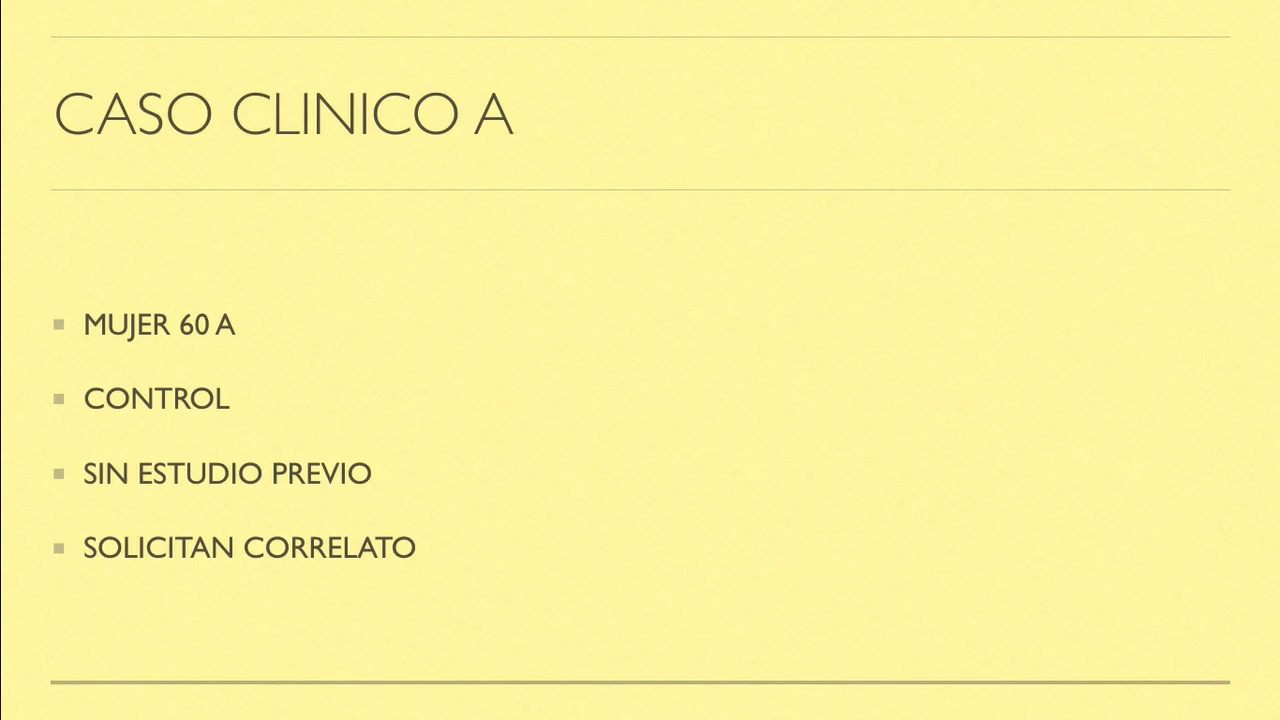 CASO CLINICO A
MUJER 60 A
CONTROL
SIN ESTUDIO PREVIO
SOLICITAN CORRELATO